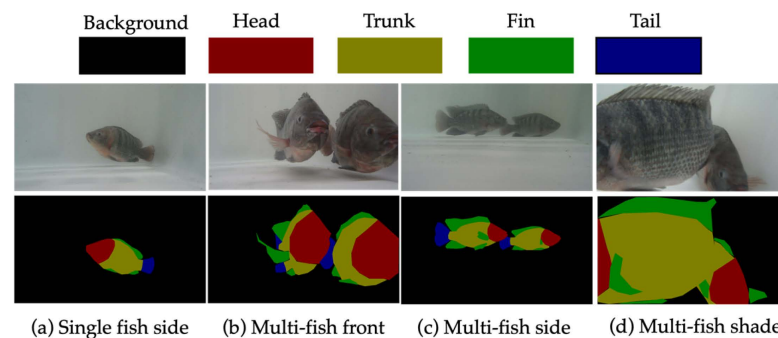 Background Head Trunk Fin Tail
(a) Single fish side (b) Multi-fish front (c) Multi-fish side (d) Multi-fish shade